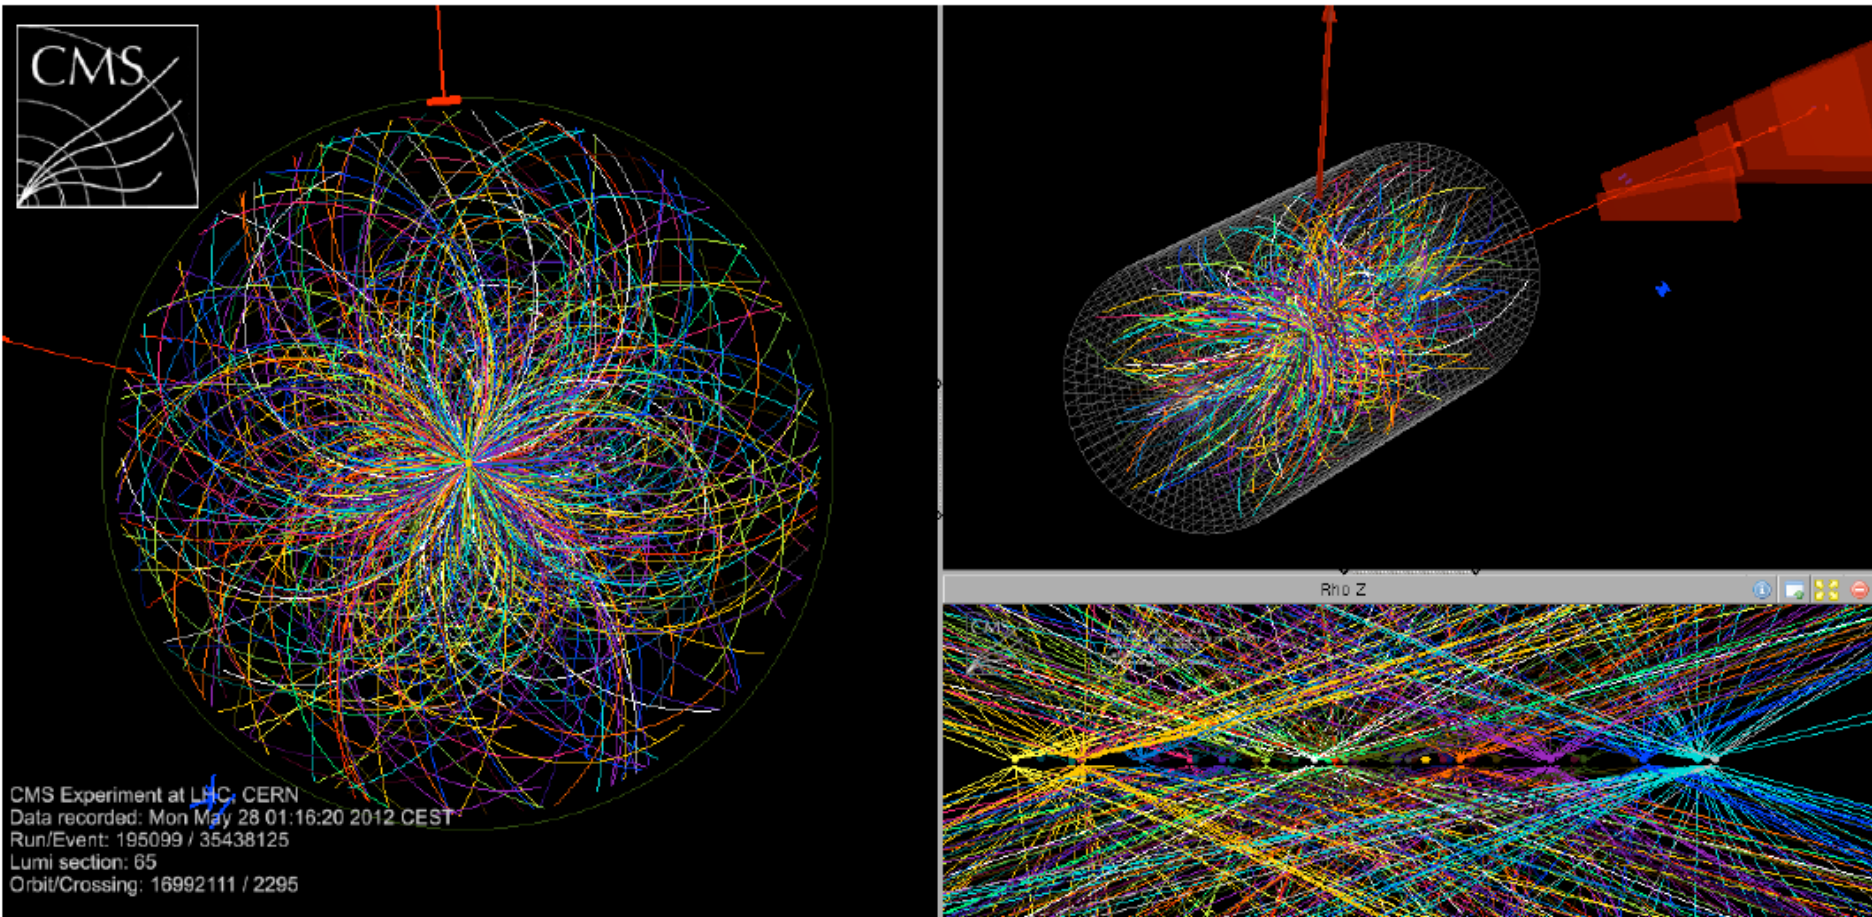 CMS
CMS Experiment at LHC, CERN
Data recorded: Mon May 28 01:16:20 2012 CEST
Run/Event: 195099 / 35438125
Lumi section: 65
Orbit/Crossing: 16992111 / 2295
Rho Z
CMS